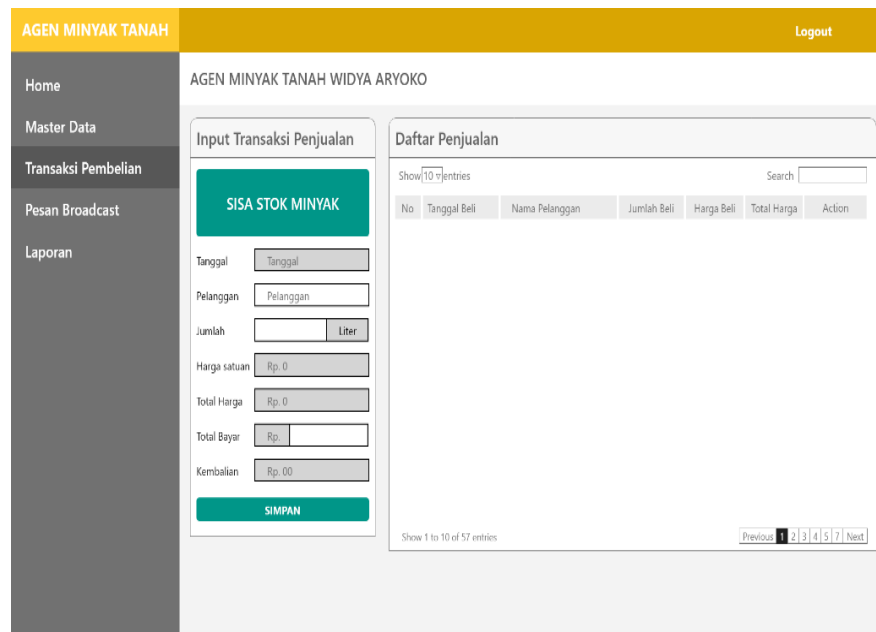 AGEN MINYAK TANAH
Logout
Home
Master Data
Transaksi Pembelian
Pesan Broadcast
Laporan
AGEN MINYAK TANAH WIDYA ARYOKO
Input Transaksi Penjualan
SISA STOK MINYAK
Tanggal Tanggal
Pelanggan Pelanggan
Jumlah Liter
Harga satuan Rp. 0
Total Harga Rp. 0
Total Bayar Rp.
Kembalian Rp. 00
SIMPAN
Daftar Penjualan
Show 10 entries Search
No Tanggal Beli Nama Pelanggan Jumlah Beli Harga Beli Total Harga Action
Show 1 to 10 of 57 entries Previous 1 2 3 4 5 7 Next